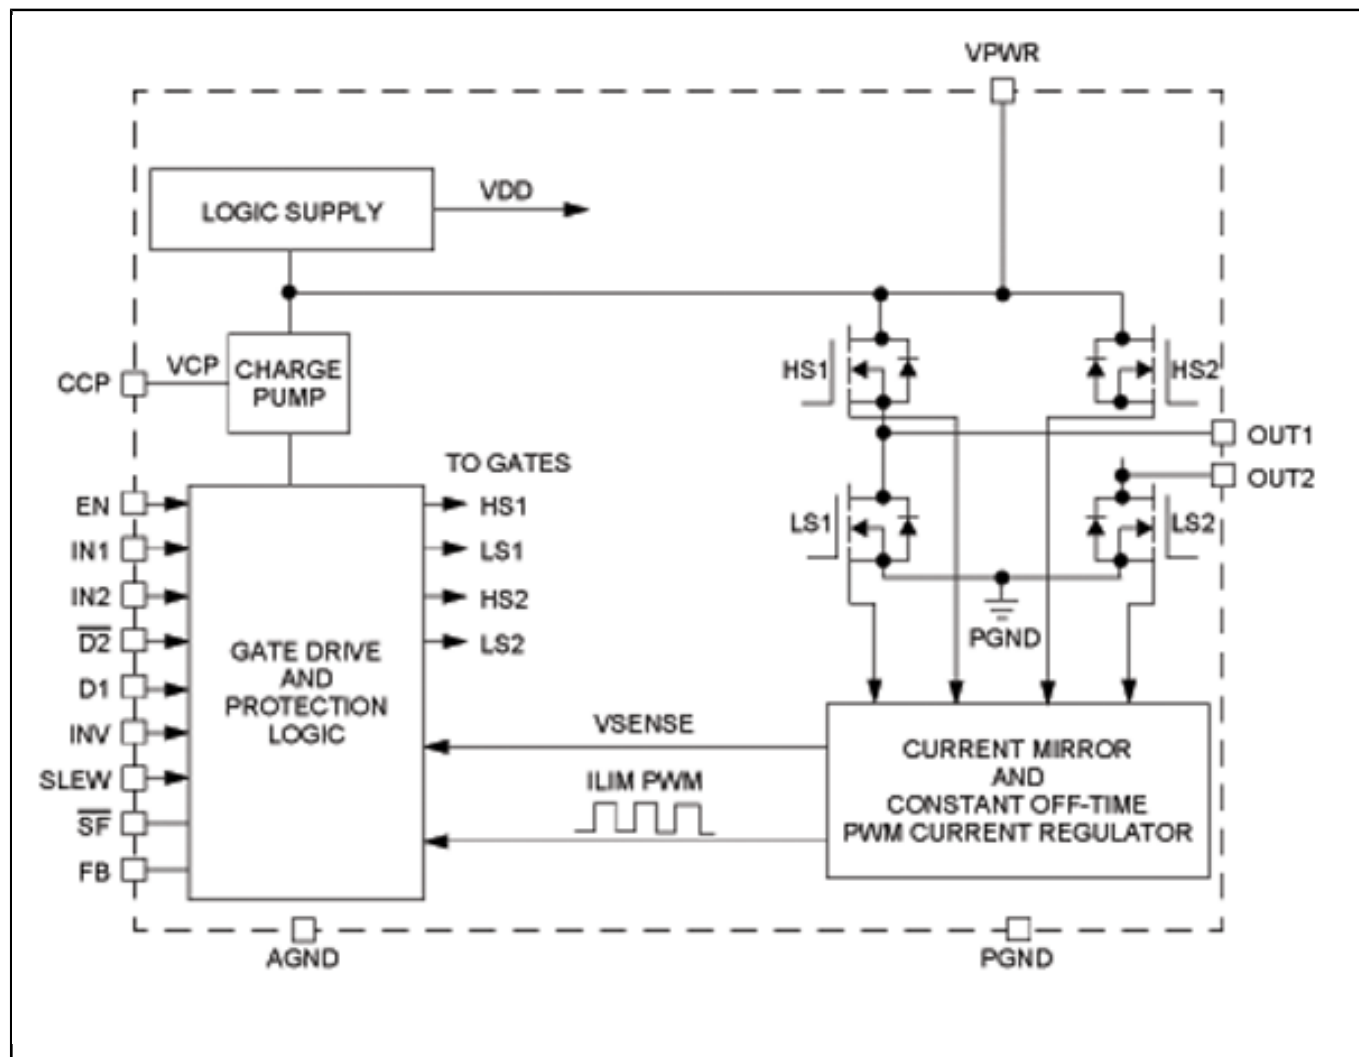 VPWR
LOGIC SUPPLY
VDD
CCP
VCP
CHARGE
PUMP
HS1
HS2
OUT1
OUT2
TO GATES
EN
HS1
IN1
LS1
IN2
HS2
D2
LS2
D1
INV
SLEW
SF
FB
GATE DRIVE
AND
PROTECTION
LOGIC
LS1
LS2
PGND
VSENSE
ILIM PWM
CURRENT MIRROR
AND
CONSTANT OFF-TIME
PWM CURRENT REGULATOR
AGND
PGND